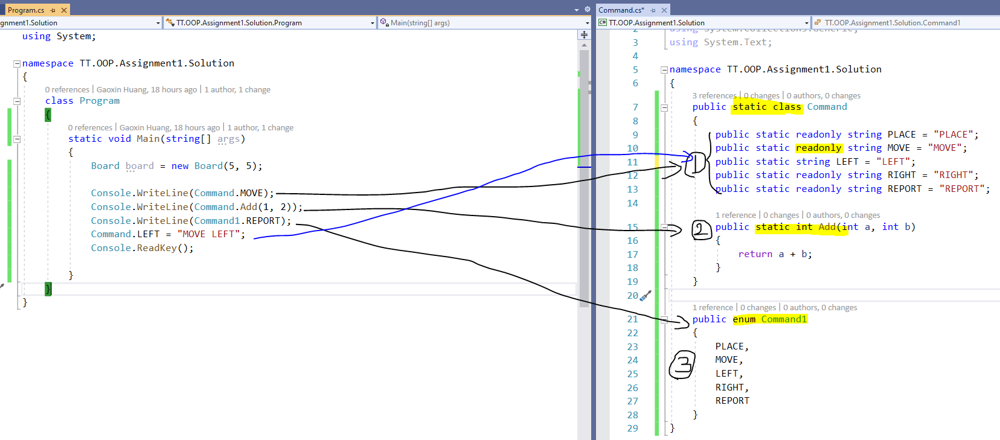 Program.cs
gnment1.Solution
TT.OOP.Assignment1.Solution.Program
Main(string[] args)
using System;
namespace TT.OOP.Assignment1.Solution
{
0 references | Gaoxin Huang, 18 hours ago | 1 author, 1 change
class Program
{
0 references | Gaoxin Huang, 18 hours ago | 1 author, 1 change
static void Main(string[] args)
{
Board board = new Board(5, 5);
Console.WriteLine(Command.MOVE);
Console.WriteLine(Command.Add(1, 2));
Console.WriteLine(Command1.REPORT);
Command.LEFT = "MOVE LEFT";
Console.ReadKey();
}
}
}
Command.cs*
C# TT.OOP.Assignment1.Solution
TT.OOP.Assignment1.Solution.Command1
2 using System.Collections.Generic;
3 using System.Text;
4
5 namespace TT.OOP.Assignment1.Solution
6 {
3 references | 0 changes | 0 authors, 0 changes
7 public static class Command
8 {
9 public static readonly string PLACE = "PLACE";
10 public static readonly string MOVE = "MOVE";
11 public static string LEFT = "LEFT";
12 public static readonly string RIGHT = "RIGHT";
13 public static readonly string REPORT = "REPORT";
1
14
1 reference | 0 changes | 0 authors, 0 changes
15 public static int Add(int a, int b)
2
16 {
17 return a + b;
18 }
19 }
20
1 reference | 0 changes | 0 authors, 0 changes
21 public enum Command1
22 {
23 PLACE,
24 MOVE,
3
25 LEFT,
26 RIGHT,
27 REPORT
28 }
29 }